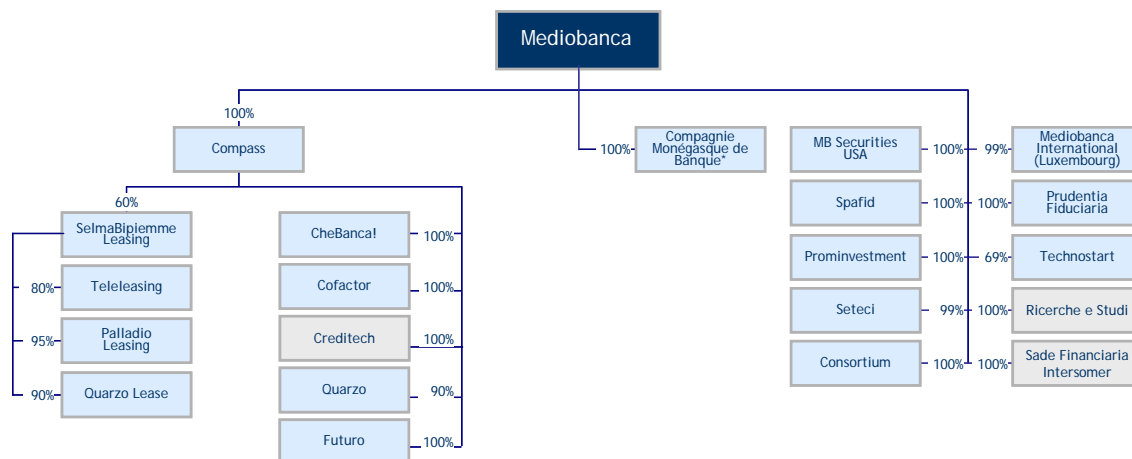 Mediobanca
100%
Compass
100%
Compagnie
Monégasque de
Banque*
MB Securities
USA
100%
99%
Mediobanca
International
(Luxembourg)
60%
SelmaBipiemme
Leasing
CheBanca!
100%
Spafid
100%
100%
Prudentia
Fiduciaria
80%
Teleleasing
Cofactor
100%
Prominvestment
100%
69%
Technostart
95%
Palladio
Leasing
Creditech
100%
Seteci
99%
100%
Ricerche e Studi
90%
Quarzo Lease
Quarzo
90%
Consortium
100%
100%
Sade Financiaria
Intersomer
Futuro
100%